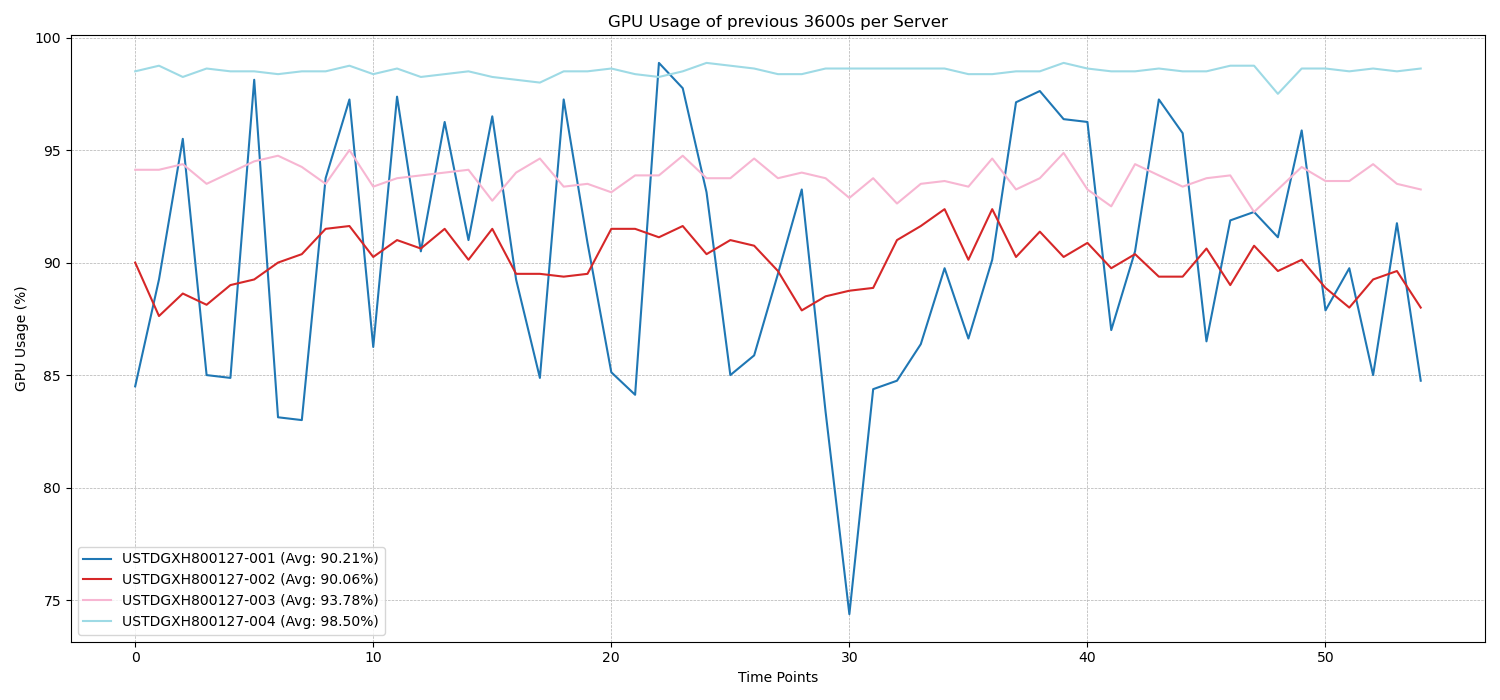 GPU Usage of previous 3600s per Server
100
95
90
85
80
75
GPU Usage (%)
USTDGXH800127-001 (Avg: 90.21%)
USTDGXH800127-002 (Avg: 90.06%)
USTDGXH800127-003 (Avg: 93.78%)
USTDGXH800127-004 (Avg: 98.50%)
0 10 20 30 40 50
Time Points